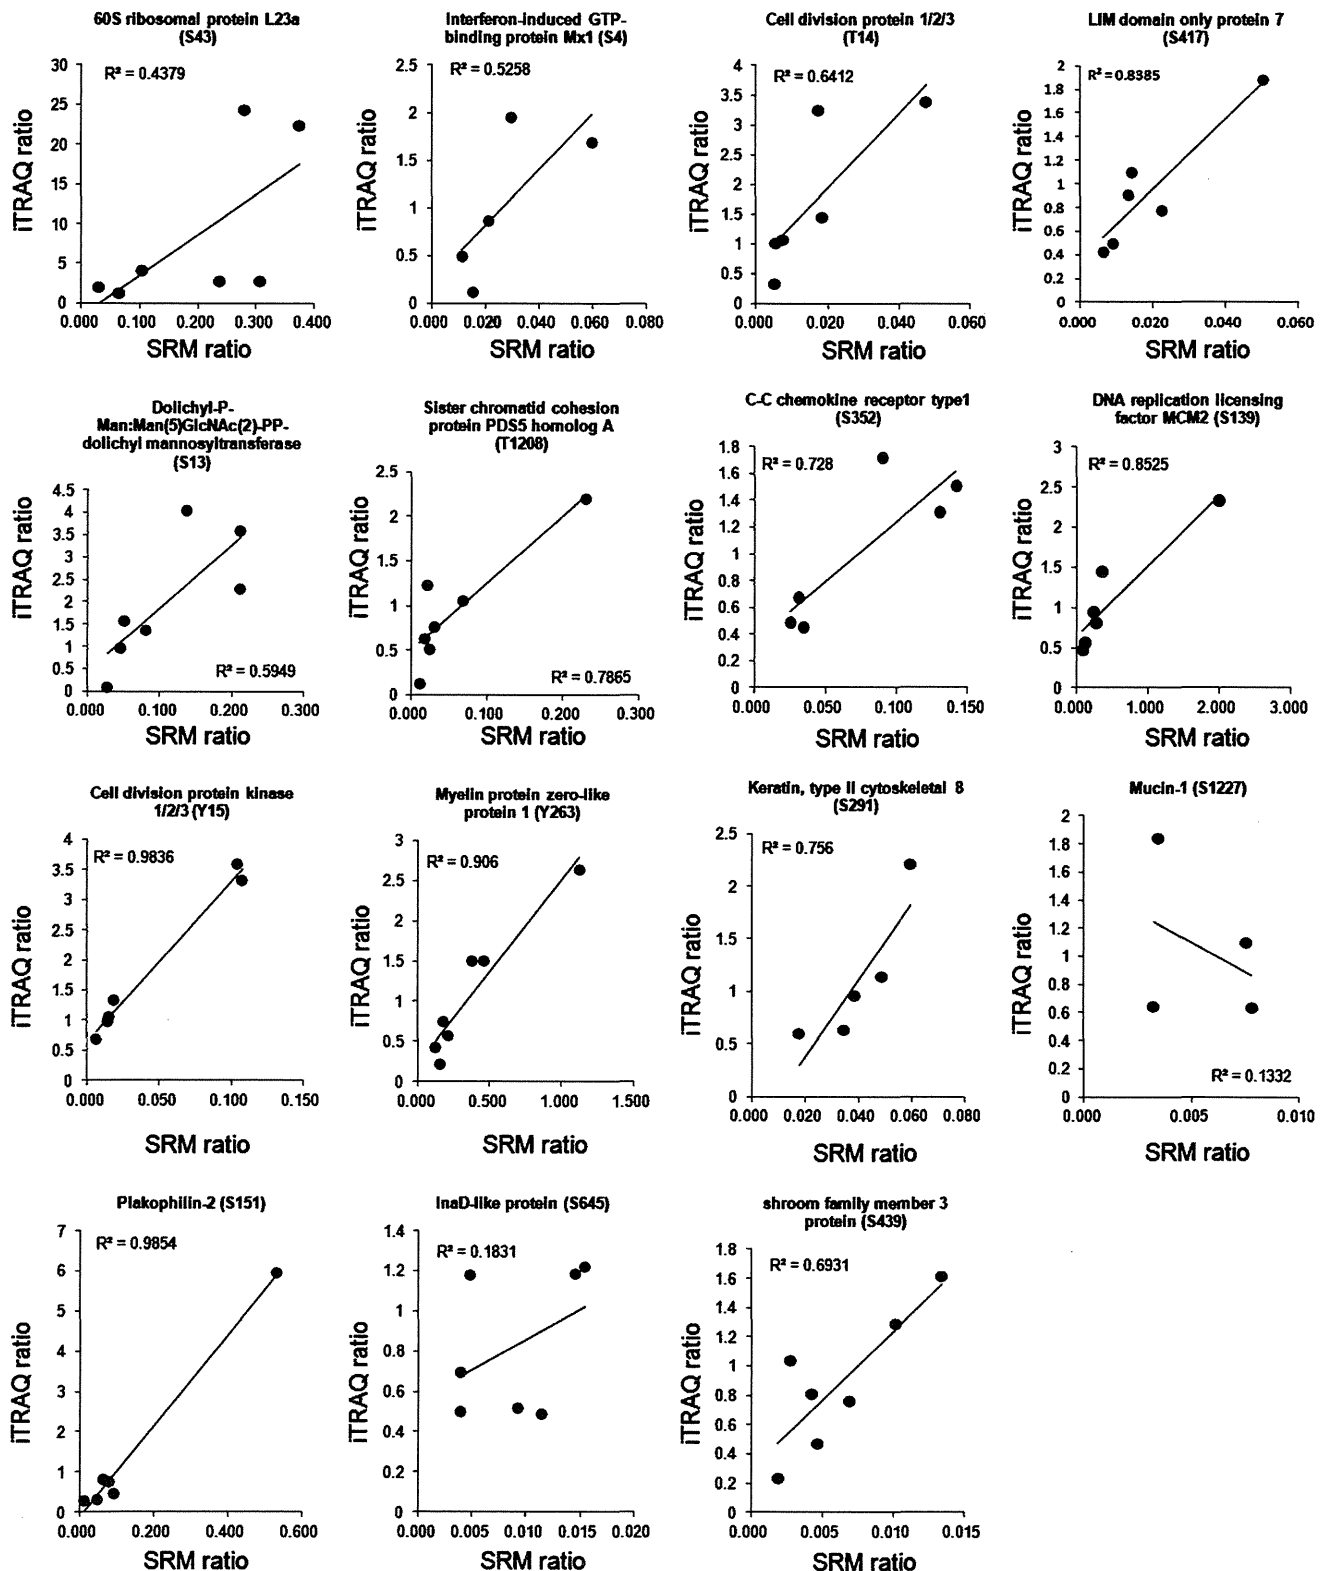 60S ribosomal protein L23a
(S43)
R² = 0.4379
iTRAQ ratio
30
25
20
15
10
5
0
0.000 0.100 0.200 0.300 0.400
SRM ratio
Interferon-induced GTP-
binding protein Mx1 (S4)
R² = 0.5258
iTRAQ ratio
2.5
2
1.5
1
0.5
0
0.000 0.020 0.040 0.060 0.080
SRM ratio
Cell division protein 1/2/3
(T14)
R² = 0.6412
iTRAQ ratio
4
3.5
3
2.5
2
1.5
1
0.5
0
0.000 0.020 0.040 0.060
SRM ratio
LIM domain only protein 7
(S417)
R² = 0.8385
iTRAQ ratio
2
1.8
1.6
1.4
1.2
1
0.8
0.6
0.4
0.2
0
0.000 0.020 0.040 0.060
SRM ratio
Dolichyl-P-
Man:Man(5)GlcNAc(2)-PP-
dolichyl mannosyltransferase
(S13)
iTRAQ ratio
4.5
4
3.5
3
2.5
2
1.5
1
0.5
0
R² = 0.5949
0.000 0.100 0.200 0.300
SRM ratio
Sister chromatid cohesion
protein PDS5 homolog A
(T1208)
iTRAQ ratio
2.5
2
1.5
1
0.5
0
R² = 0.7865
0.000 0.100 0.200 0.300
SRM ratio
C-C chemokine receptor type1
(S352)
R² = 0.728
iTRAQ ratio
1.8
1.6
1.4
1.2
1
0.8
0.6
0.4
0.2
0
0.000 0.050 0.100 0.150
SRM ratio
DNA replication licensing
factor MCM2 (S139)
R² = 0.8525
iTRAQ ratio
3
2.5
2
1.5
1
0.5
0
0.000 1.000 2.000 3.000
SRM ratio
Cell division protein kinase
1/2/3 (Y15)
R² = 0.9836
iTRAQ ratio
4
3.5
3
2.5
2
1.5
1
0.5
0
0.000 0.050 0.100 0.150
SRM ratio
Myelin protein zero-like
protein 1 (Y263)
R² = 0.906
iTRAQ ratio
3
2.5
2
1.5
1
0.5
0
0.000 0.500 1.000 1.500
SRM ratio
Keratin, type II cytoskeletal 8
(S291)
R² = 0.756
iTRAQ ratio
2.5
2
1.5
1
0.5
0
0.000 0.020 0.040 0.060 0.080
SRM ratio
Mucin-1 (S1227)
iTRAQ ratio
2
1.8
1.6
1.4
1.2
1
0.8
0.6
0.4
0.2
0
R² = 0.1332
0.000 0.005 0.010
SRM ratio
Plakophilin-2 (S151)
R² = 0.9854
iTRAQ ratio
7
6
5
4
3
2
1
0
0.000 0.200 0.400 0.600
SRM ratio
InaD-like protein (S645)
R² = 0.1831
iTRAQ ratio
1.4
1.2
1
0.8
0.6
0.4
0.2
0
0.000 0.005 0.010 0.015 0.020
SRM ratio
shroom family member 3
protein (S439)
R² = 0.6931
iTRAQ ratio
1.8
1.6
1.4
1.2
1
0.8
0.6
0.4
0.2
0
0.000 0.005 0.010 0.015
SRM ratio